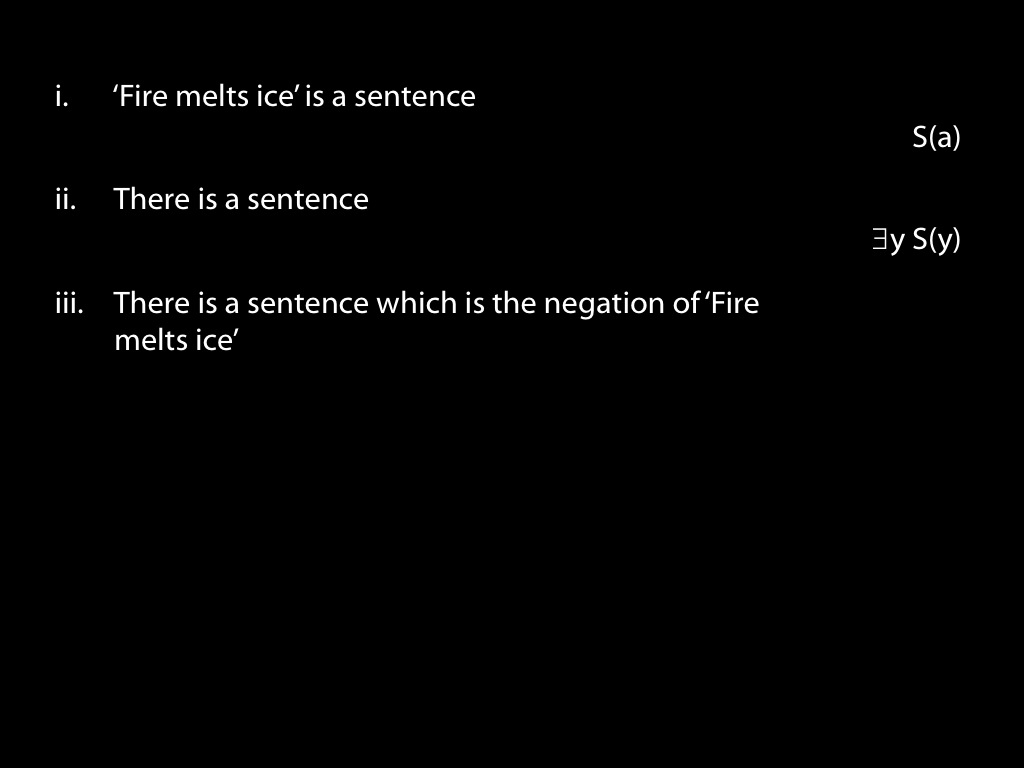 i. ‘Fire melts ice’ is a sentence
S(a)
ii. There is a sentence
∃y S(y)
iii. There is a sentence which is the negation of ‘Fire
melts ice’